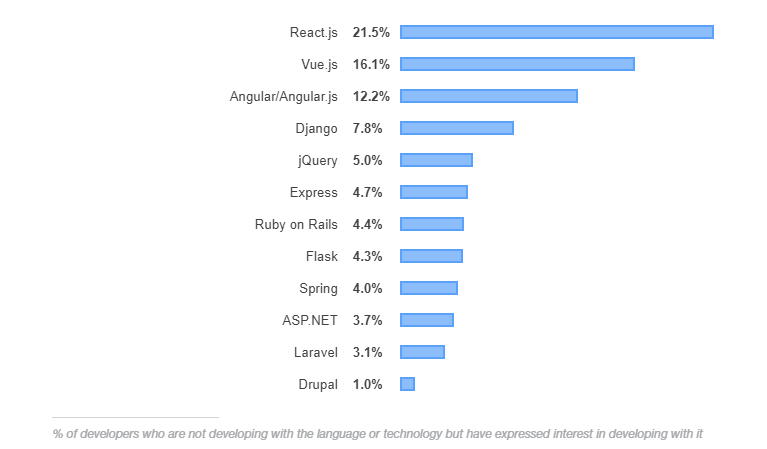 React.js 21.5%
Vue.js 16.1%
Angular/Angular.js 12.2%
Django 7.8%
jQuery 5.0%
Express 4.7%
Ruby on Rails 4.4%
Flask 4.3%
Spring 4.0%
ASP.NET 3.7%
Laravel 3.1%
Drupal 1.0%
% of developers who are not developing with the language or technology but have expressed interest in developing with it